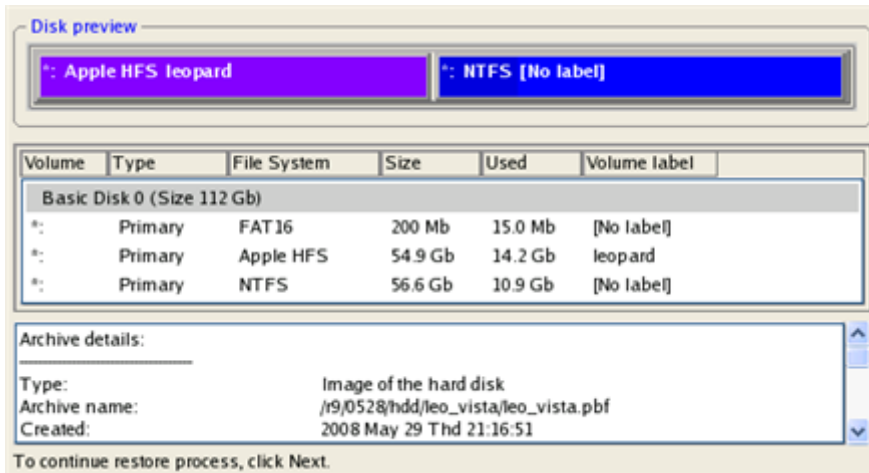 Disk preview
*: Apple HFS leopard *: NTFS [No label]
Volume Type File System Size Used Volume label
Basic Disk 0 (Size 112 Gb)
*: Primary FAT16 200 Mb 15.0 Mb [No label]
*: Primary Apple HFS 54.9 Gb 14.2 Gb leopard
*: Primary NTFS 56.6 Gb 10.9 Gb [No label]
Archive details:
Type: Image of the hard disk
Archive name: /r9/0528/hdd/leo_vista/leo_vista.pbf
Created: 2008 May 29 Thd 21:16:51
To continue restore process, click Next.